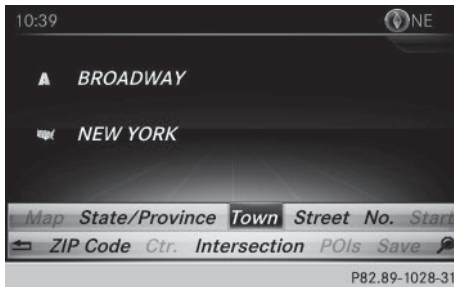 10:39 NE
BROADWAY
NEW YORK
Map State/Province Town Street No. Start
ZIP Code Ctr. Intersection POIs Save
P82.89-1028-31